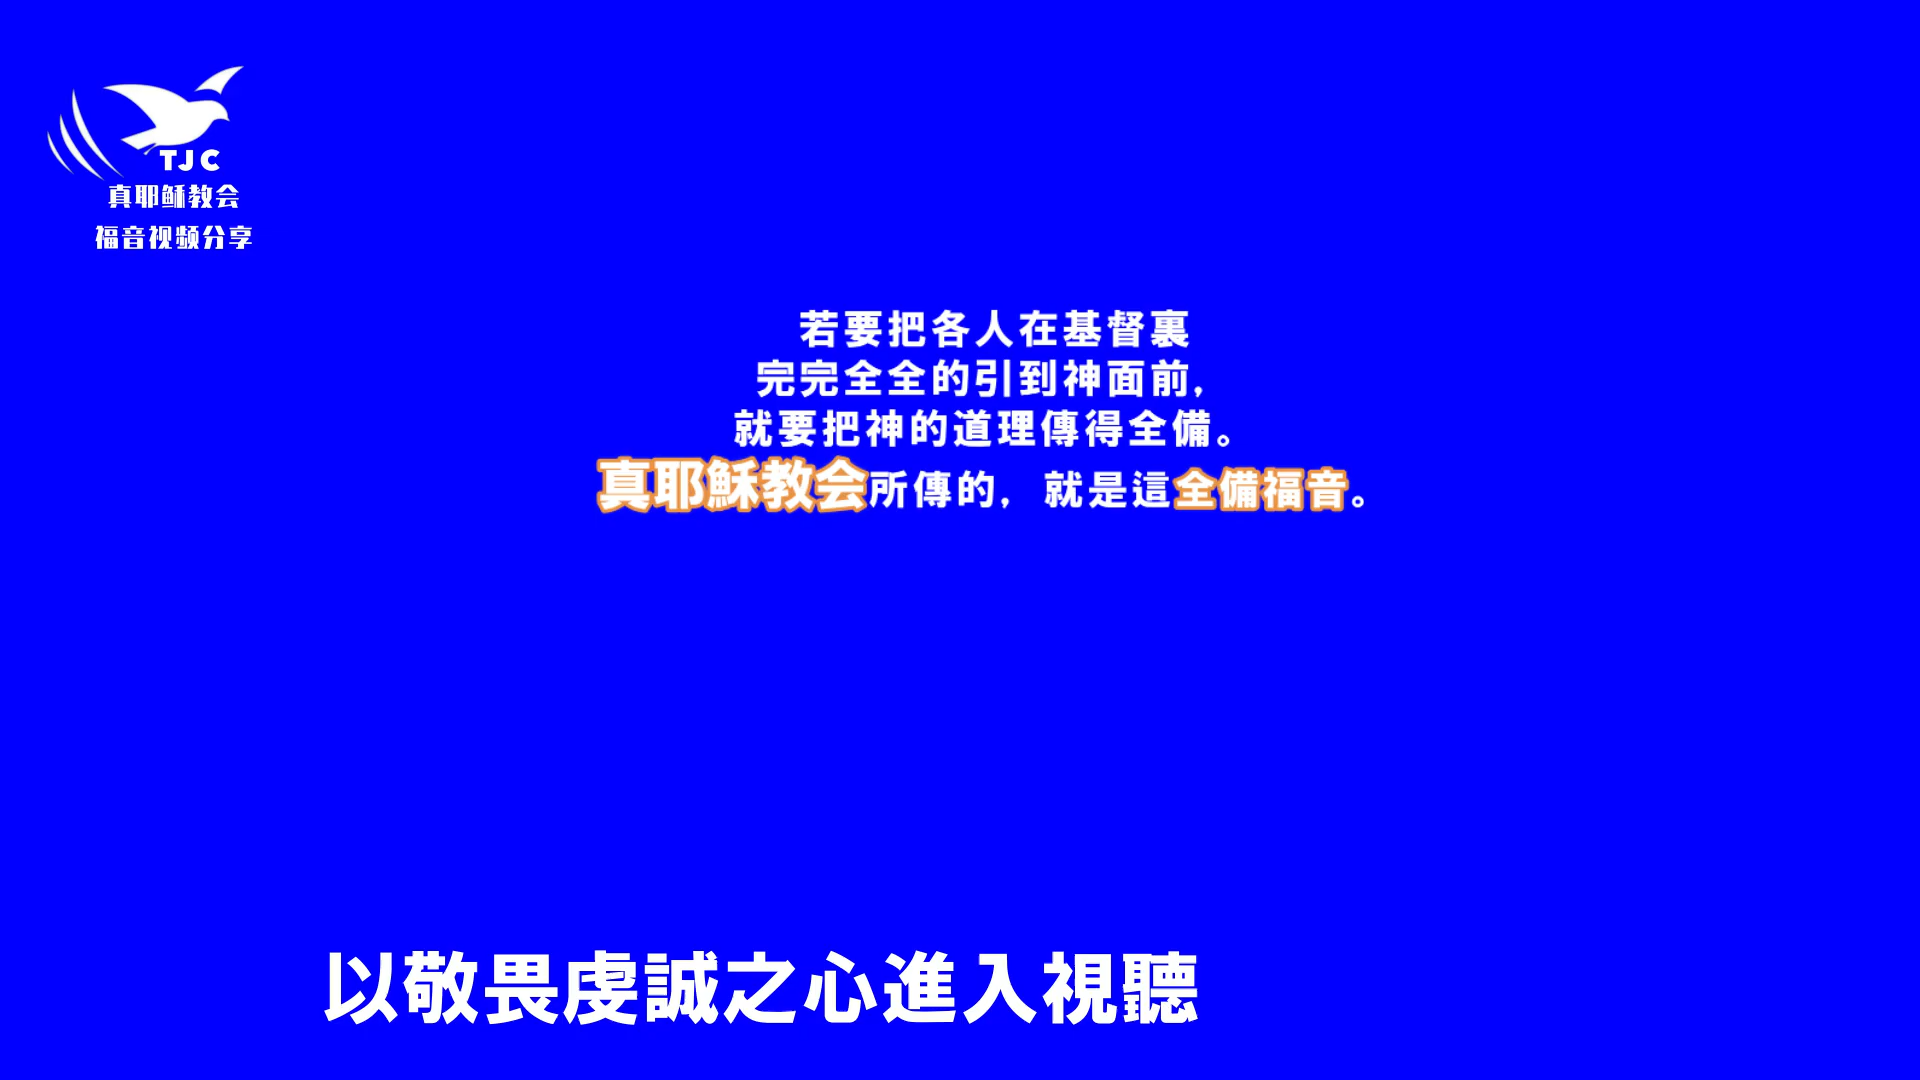 TJC
真耶稣教会
福音视频分享
若要把各人在基督裏
完完全全的引到神面前,
就要把神的道理傳得全備。
真耶穌教会所傳的,就是這全備福音。
以敬畏虔誠之心進入視聽